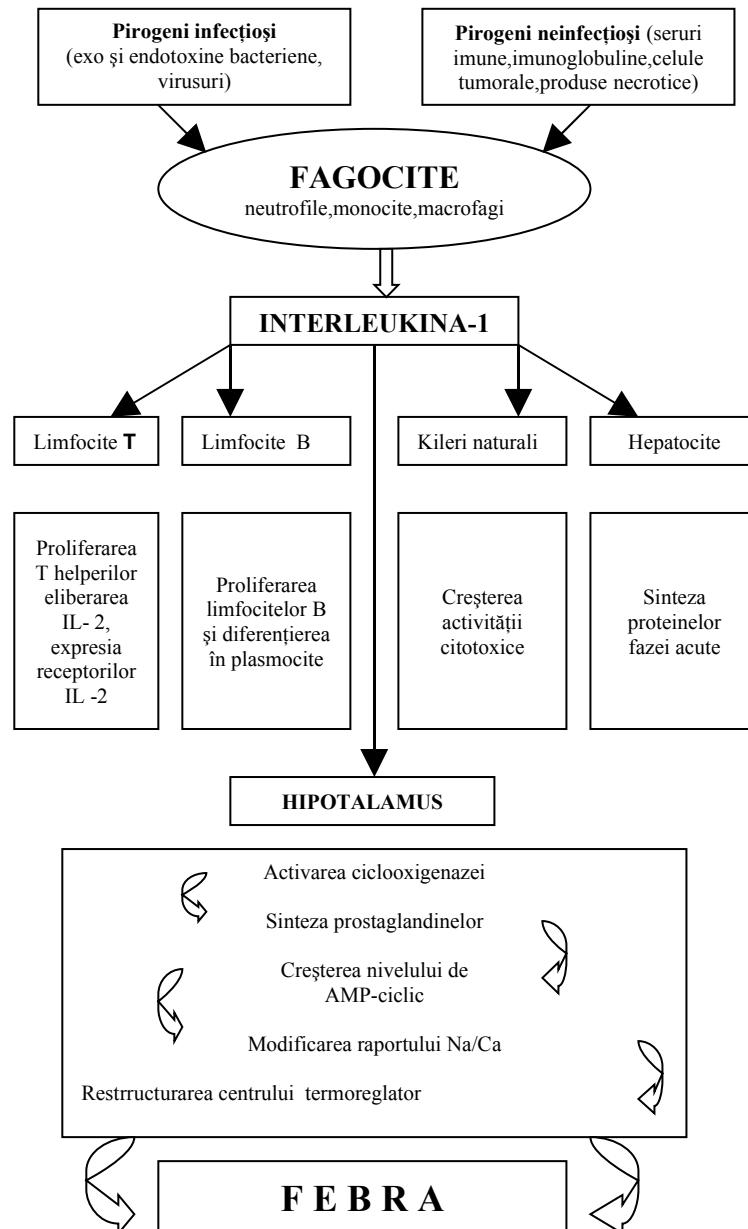 Pirogeni infecțioși
(exo și endotoxine bacteriene,
virusuri)
Pirogeni neinfecțioși (seruri
imune,imunoglobuline,celule
tumorale,produse necrotice)
FAGOCITE
neutrofile,monocite,macrofagi
INTERLEUKINA-1
Limfocite T
Limfocite B
Kileri naturali
Hepatocite
Proliferarea
T helperilor
eliberarea
IL- 2,
expresia
receptorilor
IL -2
Proliferarea
limfocitelor B
și diferențierea
în plasmocite
Creșterea
activității
citotoxice
Sinteza
proteinelor
fazei acute
HIPOTALAMUS
Activarea ciclooxigenazei
Sinteza prostaglandinelor
Creșterea nivelului de
AMP-ciclic
Modificarea raportului Na/Ca
Restrructurarea centrului termoreglator
F E B R A